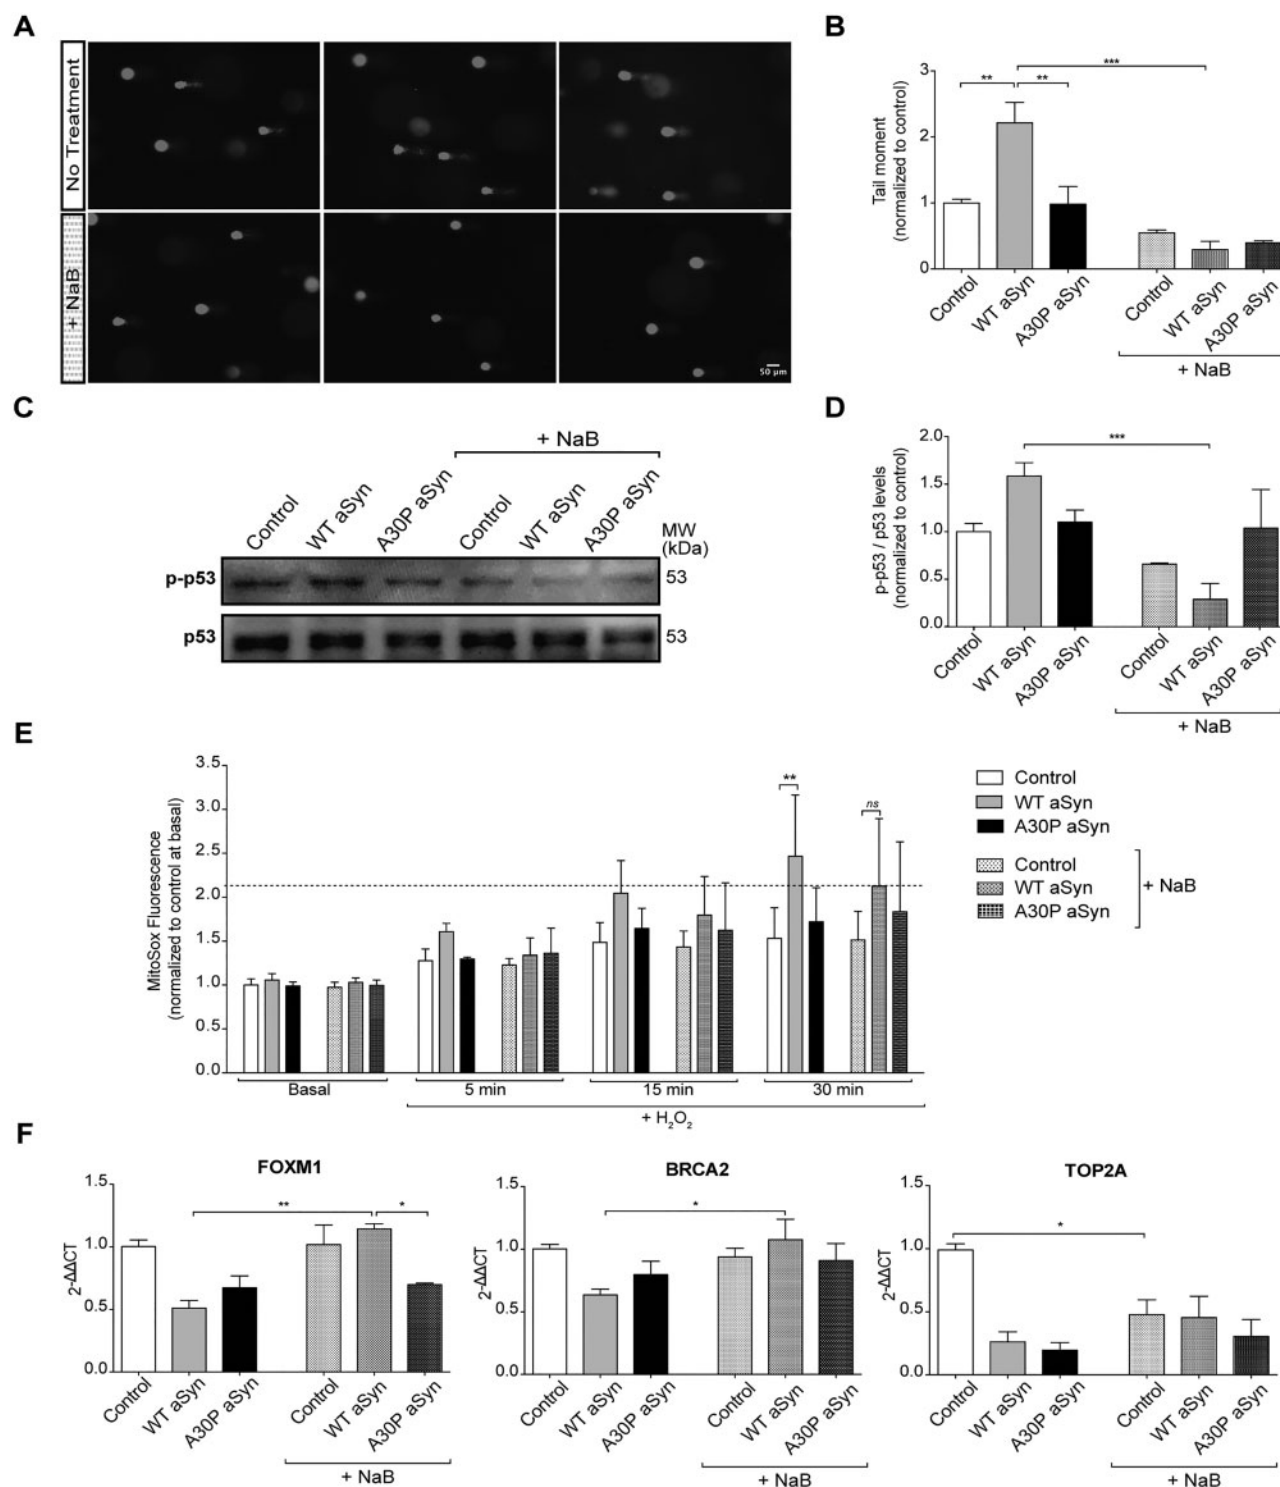 A
No Treatment
+ NaB
50 µm
B
Tail moment
(normalized to control)
3
2
1
0
**
**
***
Control
WT aSyn
A30P aSyn
Control
WT aSyn
A30P aSyn
+ NaB
C
+ NaB
Control
WT aSyn
A30P aSyn
Control
WT aSyn
A30P aSyn
MW
(kDa)
p-p53
53
p53
53
D
p-p53 / p53 levels
(normalized to control)
2.0
1.5
1.0
0.5
0.0
***
Control
WT aSyn
A30P aSyn
Control
WT aSyn
A30P aSyn
+ NaB
E
MitoSox Fluorescence
(normalized to control at basal)
3.5
3.0
2.5
2.0
1.5
1.0
0.5
0.0
**
ns
Basal
5 min
15 min
30 min
+ H₂O₂
Control
WT aSyn
A30P aSyn
Control
WT aSyn
A30P aSyn
+ NaB
F
FOXM1
2-ΔΔCT
1.5
1.0
0.5
0.0
**
*
Control
WT aSyn
A30P aSyn
Control
WT aSyn
A30P aSyn
+ NaB
BRCA2
2-ΔΔCT
1.5
1.0
0.5
0.0
*
Control
WT aSyn
A30P aSyn
Control
WT aSyn
A30P aSyn
+ NaB
TOP2A
2-ΔΔCT
1.5
1.0
0.5
0.0
*
Control
WT aSyn
A30P aSyn
Control
WT aSyn
A30P aSyn
+ NaB